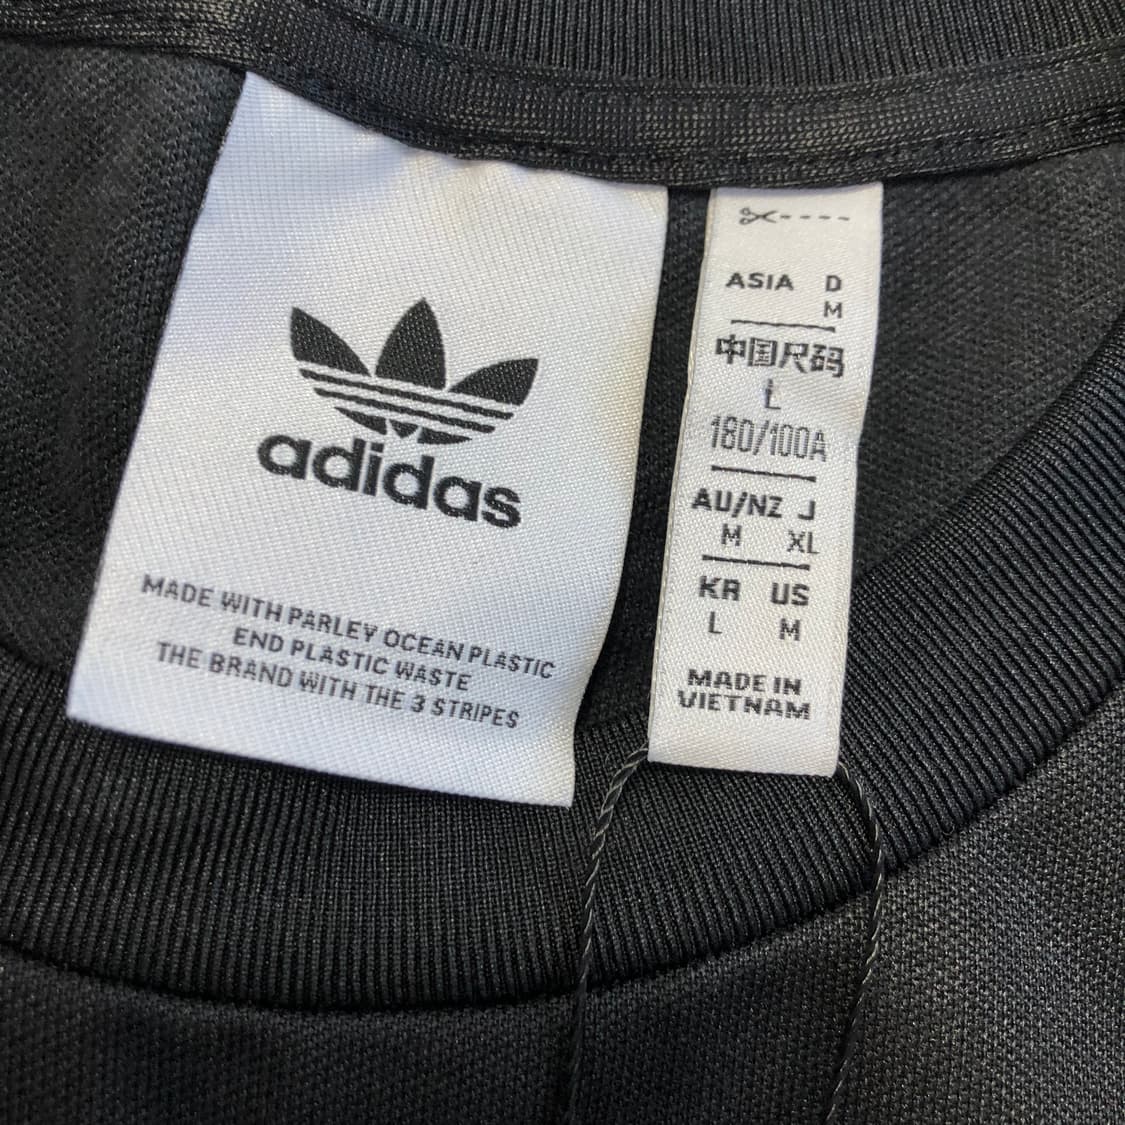 adidas
MADE WITH PARLEY OCEAN PLASTIC
END PLASTIC WASTE
THE BRAND WITH THE 3 STRIPES
ASIA D
M
中国尺码
L
180/100A
AU/NZ J
M XL
KR US
L M
MADE IN
VIETNAM